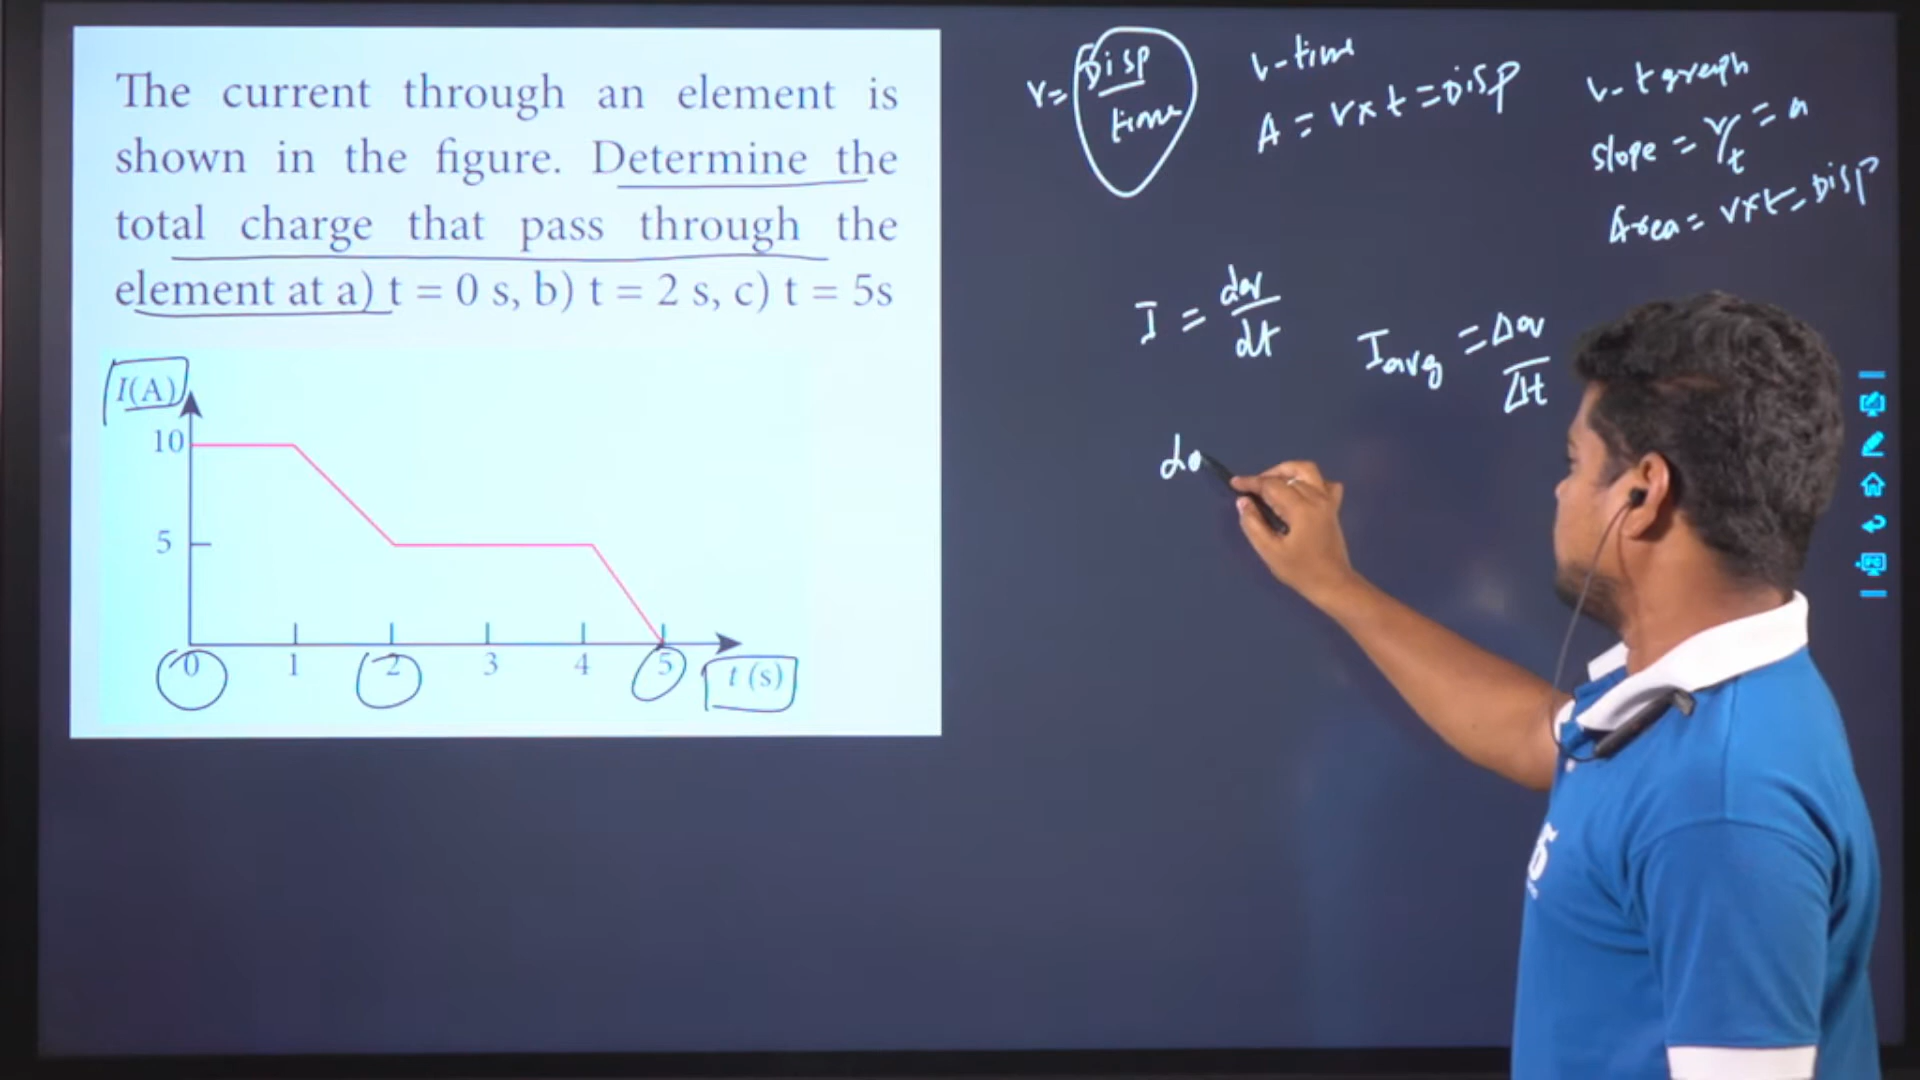 The current through an element is
shown in the figure. Determine the
total charge that pass through the
element at a) t = 0 s, b) t = 2 s, c) t = 5s
I(A)
10
5
0 1 2 3 4 5 t (s)
V= Disp
time
V-time
A = V×t = Disp
V-t graph
slope = V/t = a
Area = V×t = Disp
I = dq
dt
Iavg = Δq
Δt